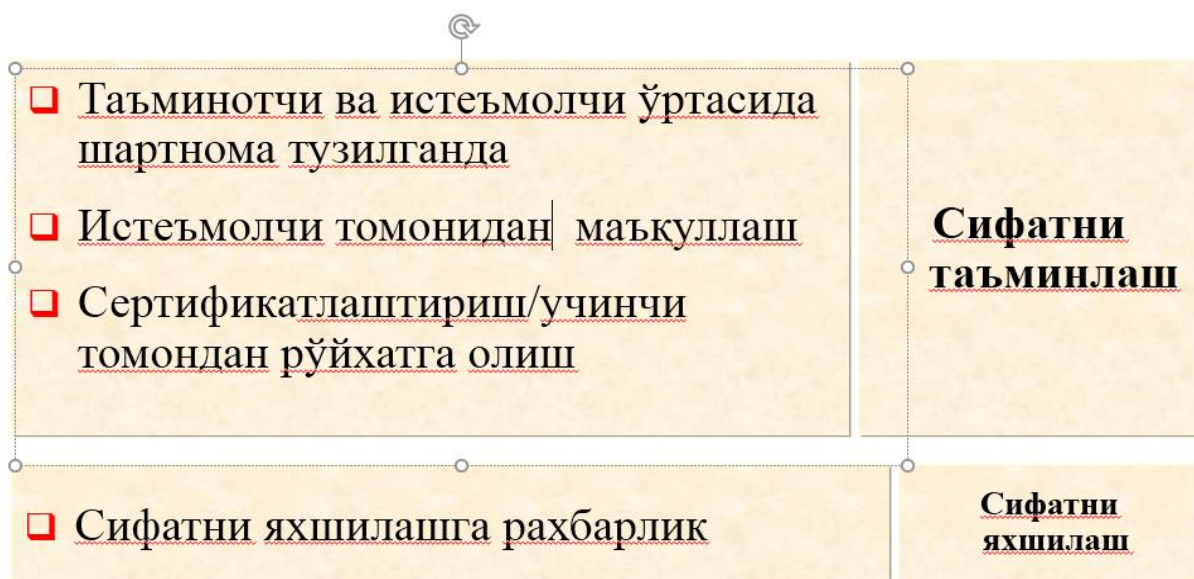 Таъминотчи ва истеъмолчи ўртасида
шартнома тузилганда
Истеъмолчи томонидан маъкуллаш
Сертификатлаштириш/учинчи
томондан рўйхатга олиш
Сифатни
таъминлаш
Сифатни яхшилашга рахбарлик
Сифатни
яхшилаш